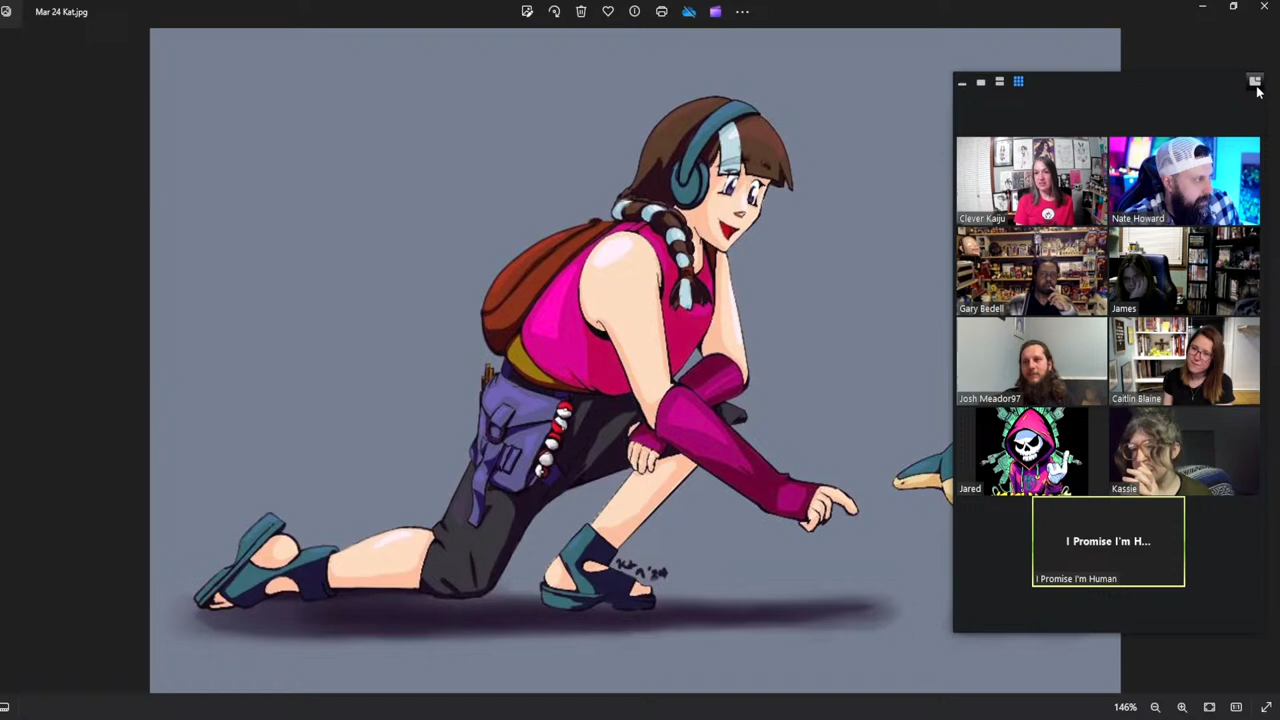 Mar 24 Kat.jpg
Clever Kaiju
Nate Howard
Gary Bedell
James
Josh Meador97
Caitlin Blaine
Jared
Kassie
I Promise I'm H...
I Promise I'm Human
146%